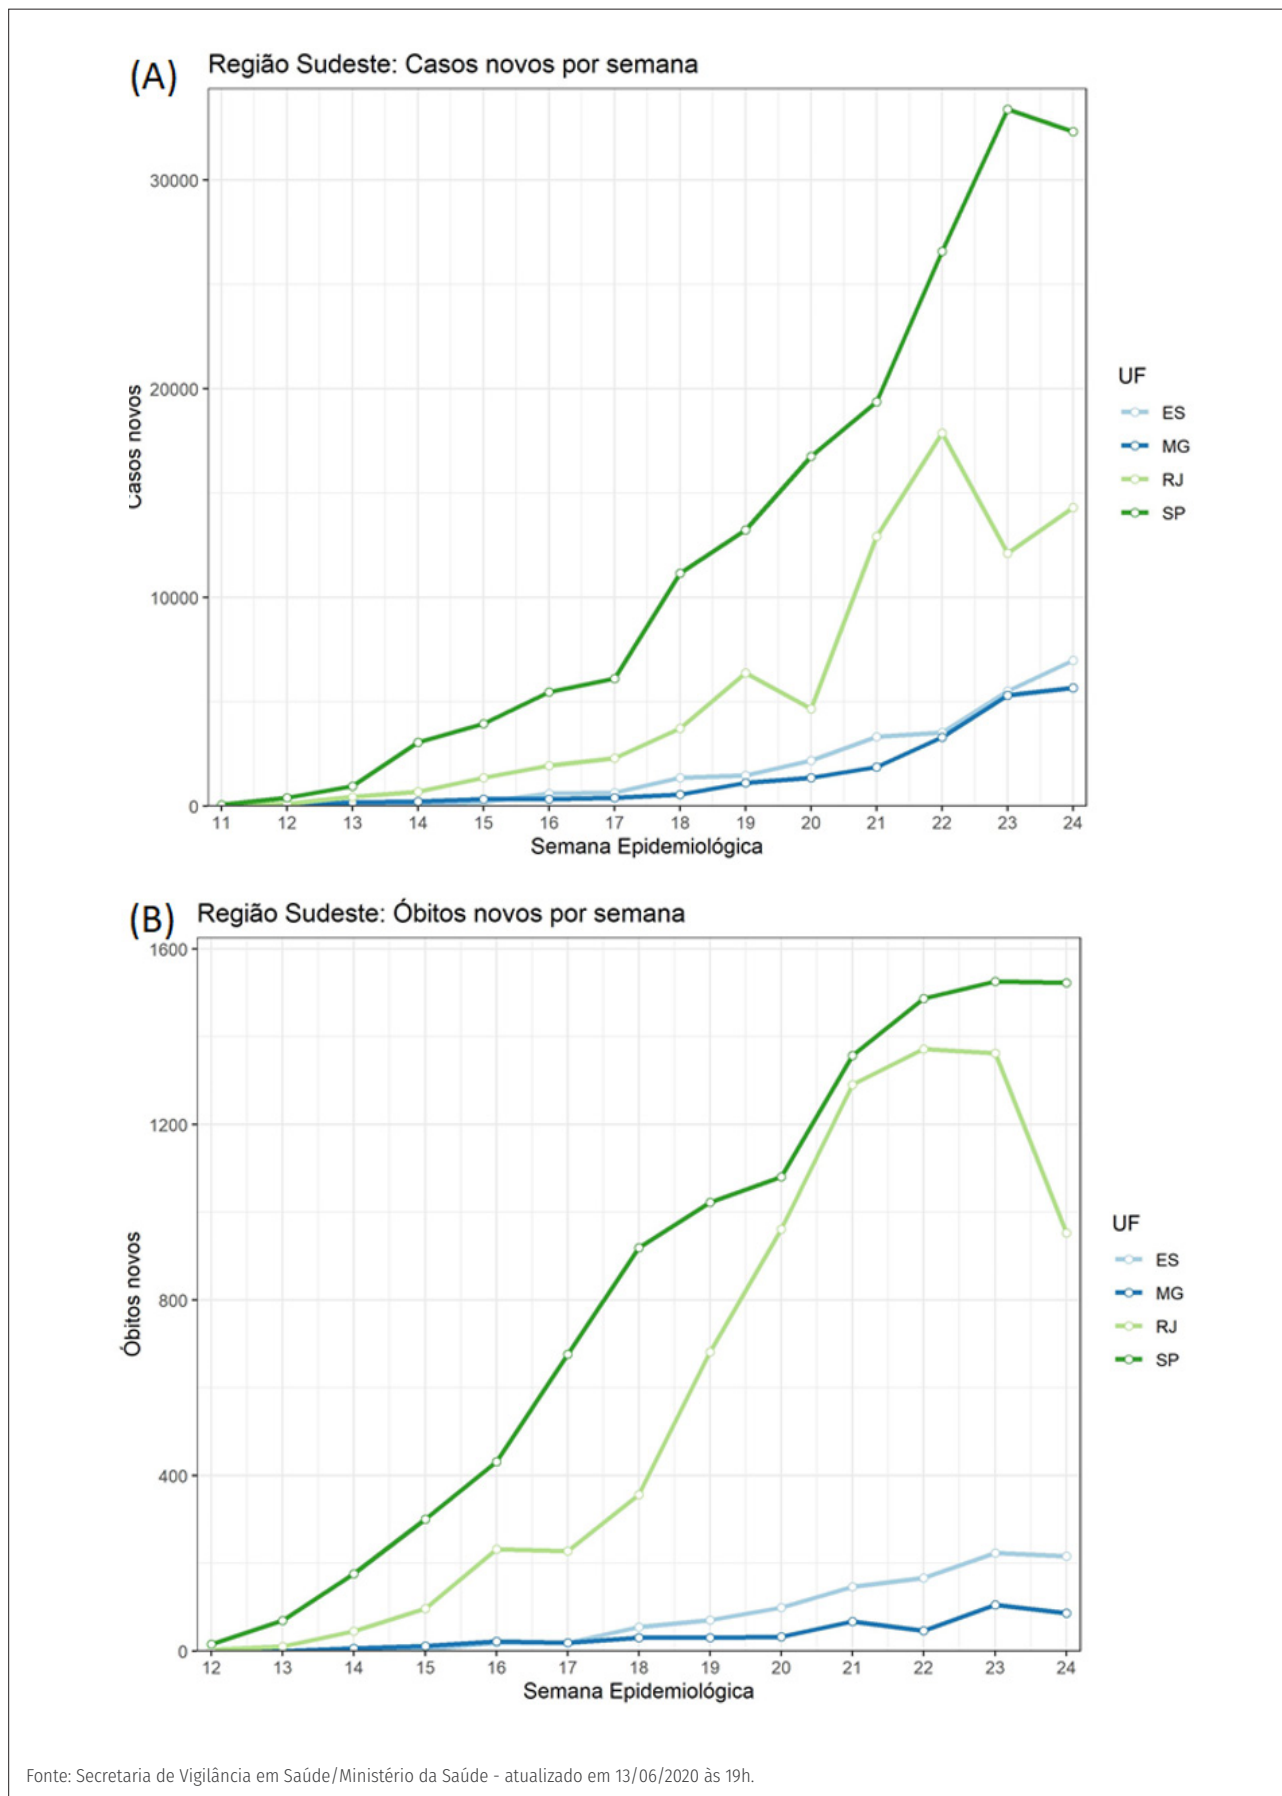 (A)
Região Sudeste: Casos novos por semana
30000
20000
10000
0
Casos novos
11 12 13 14 15 16 17 18 19 20 21 22 23 24
Semana Epidemiológica
UF
ES
MG
RJ
SP
(B)
Região Sudeste: Óbitos novos por semana
1600
1200
800
400
0
Óbitos novos
12 13 14 15 16 17 18 19 20 21 22 23 24
Semana Epidemiológica
UF
ES
MG
RJ
SP
Fonte: Secretaria de Vigilância em Saúde/Ministério da Saúde - atualizado em 13/06/2020 às 19h.